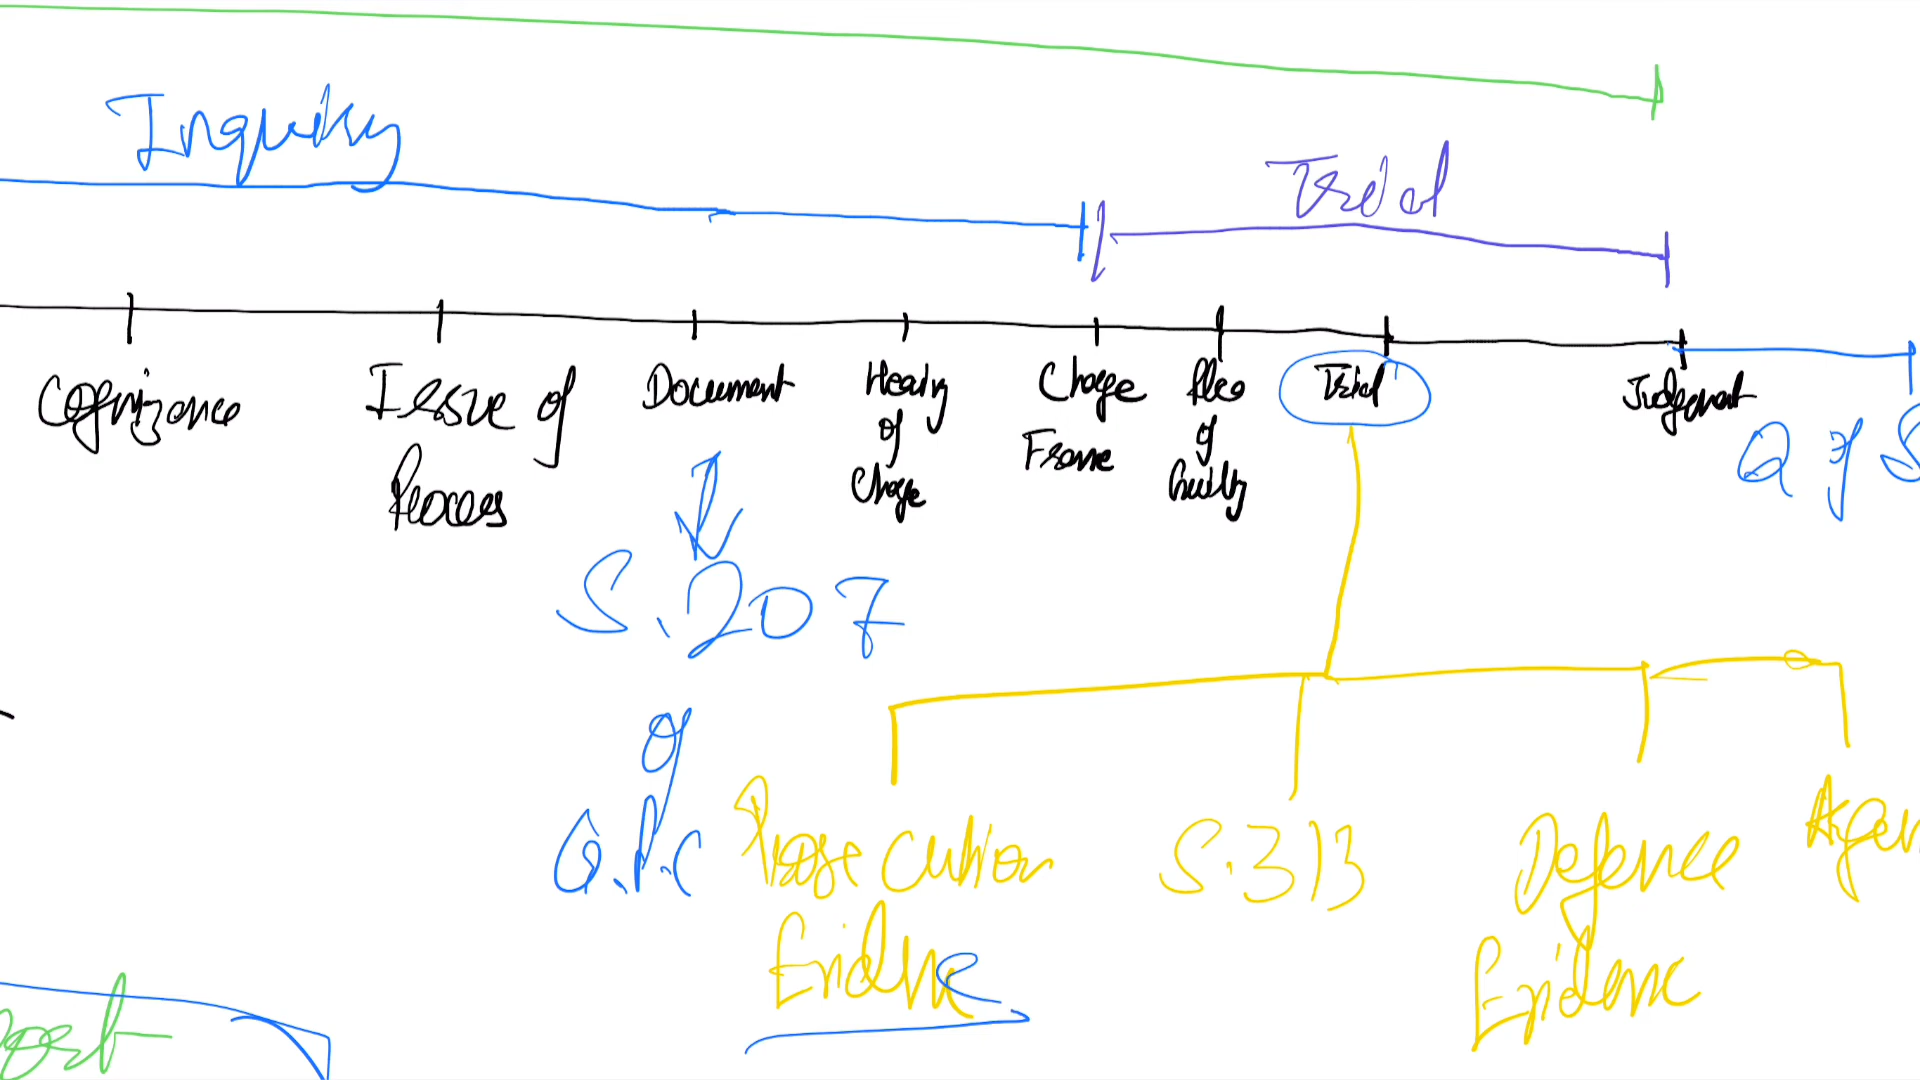 Inquiry
Trial
Cognizance
Issue of
Process
Document
Hearing
of
Charge
Charge
Frame
Plea
of
Guilty
Trial
Judgement
Q of S
S.207
of
Prosecution
Evidence
S.313
Defence
Evidence